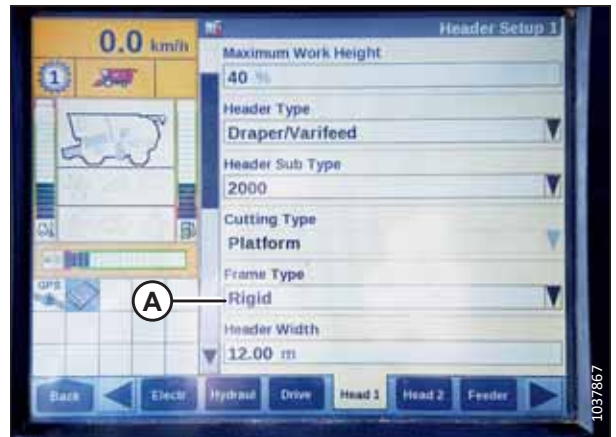 0.0 km/h
Header Setup 1
1
Maximum Work Height
40 %
Header Type
Draper/Varifeed
Header Sub Type
2000
Cutting Type
Platform
Frame Type
A
Rigid
GPS
Header Width
12.00 m
Back Electr Hydraul Drive Head 1 Head 2 Feeder
1037867